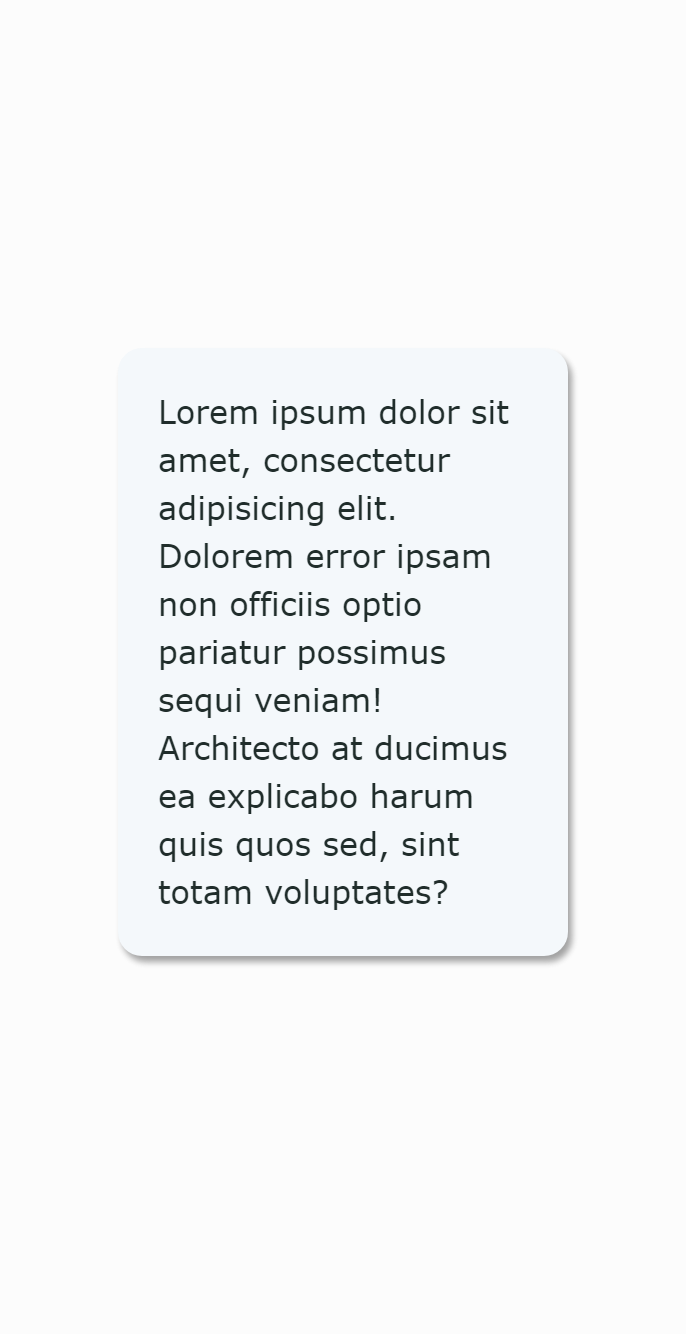 Lorem ipsum dolor sit
amet, consectetur
adipisicing elit.
Dolorem error ipsam
non officiis optio
pariatur possimus
sequi veniam!
Architecto at ducimus
ea explicabo harum
quis quos sed, sint
totam voluptates?